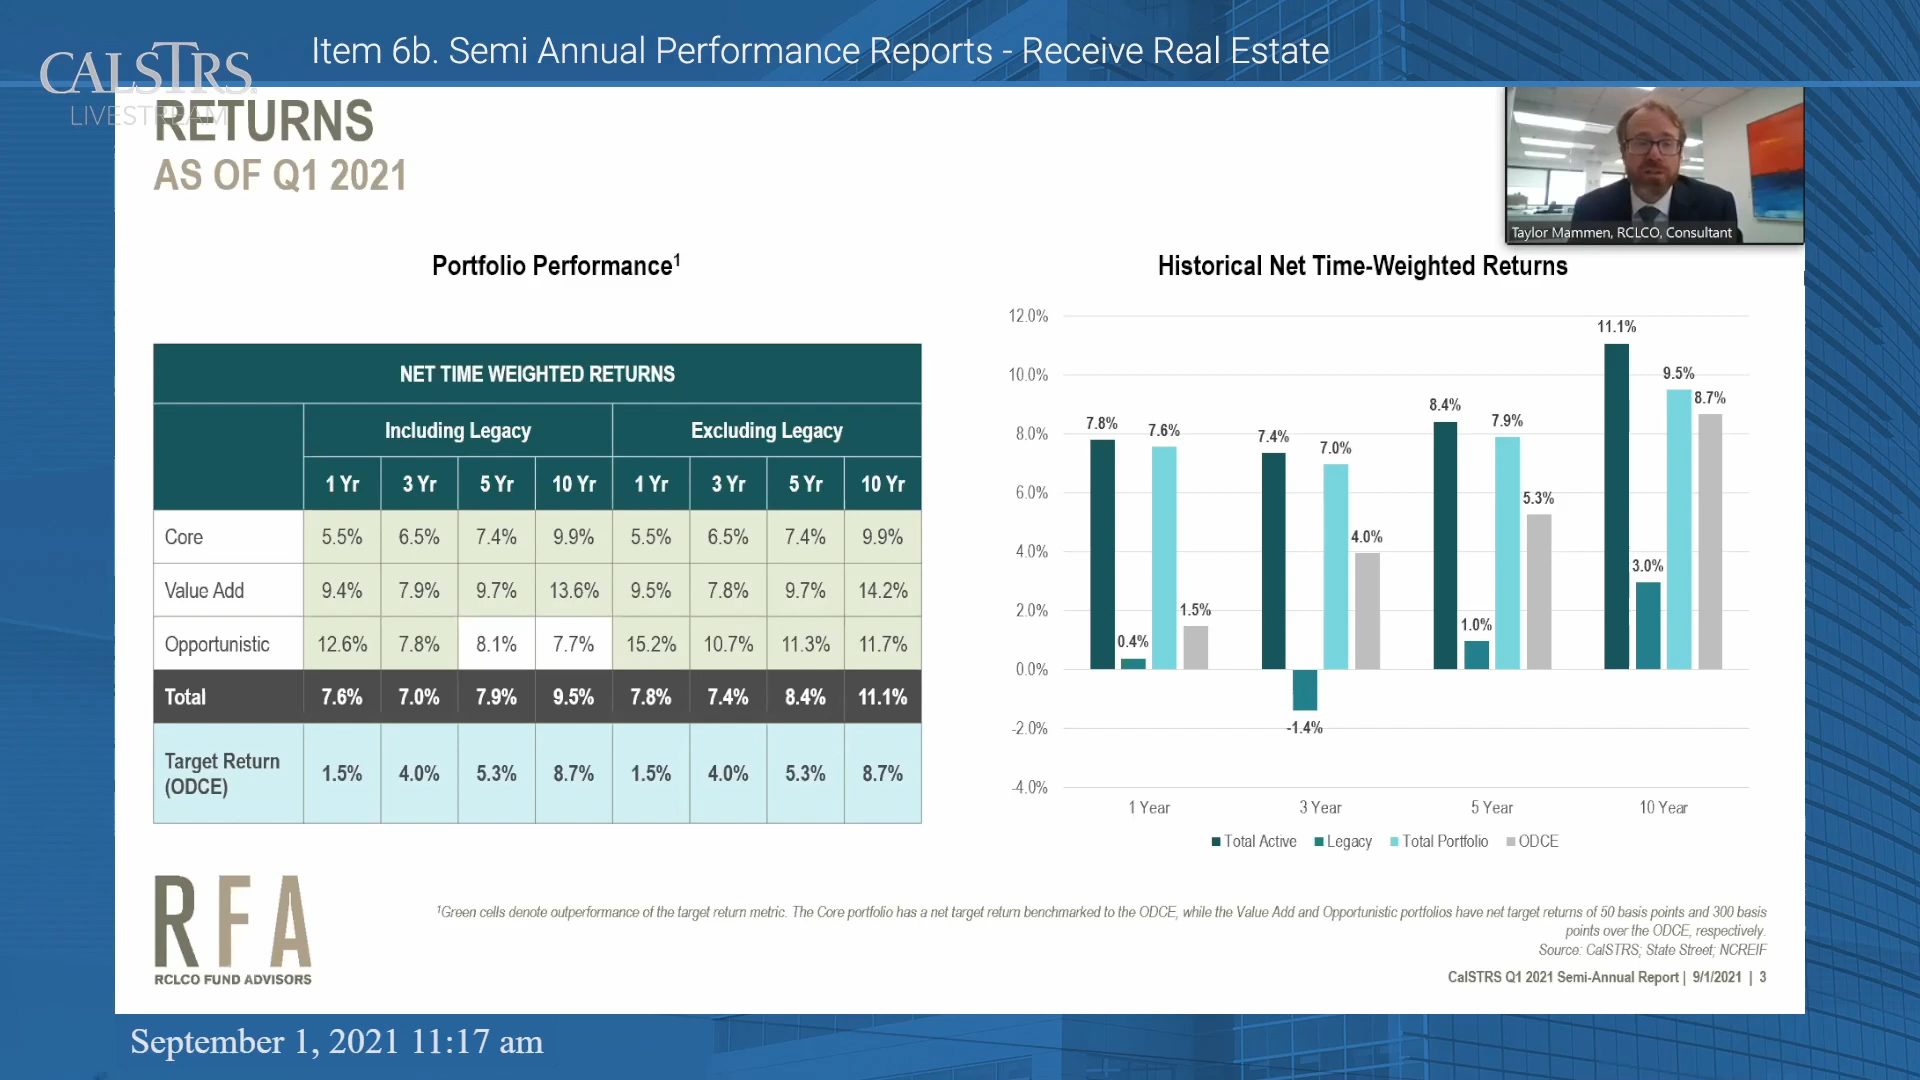 CALSTRS
LIVESTREAM
Item 6b. Semi Annual Performance Reports - Receive Real Estate
RETURNS
AS OF Q1 2021
Taylor Mammen, RCLCO, Consultant
Portfolio Performance¹
NET TIME WEIGHTED RETURNS
Including Legacy Excluding Legacy
1 Yr 3 Yr 5 Yr 10 Yr 1 Yr 3 Yr 5 Yr 10 Yr
Core 5.5% 6.5% 7.4% 9.9% 5.5% 6.5% 7.4% 9.9%
Value Add 9.4% 7.9% 9.7% 13.6% 9.5% 7.8% 9.7% 14.2%
Opportunistic 12.6% 7.8% 8.1% 7.7% 15.2% 10.7% 11.3% 11.7%
Total 7.6% 7.0% 7.9% 9.5% 7.8% 7.4% 8.4% 11.1%
Target Return
(ODCE) 1.5% 4.0% 5.3% 8.7% 1.5% 4.0% 5.3% 8.7%
Historical Net Time-Weighted Returns
12.0%
10.0%
8.0%
6.0%
4.0%
2.0%
0.0%
-2.0%
-4.0%
7.8% 0.4% 7.6% 1.5%
7.4% -1.4% 7.0% 4.0%
8.4% 1.0% 7.9% 5.3%
11.1% 3.0% 9.5% 8.7%
1 Year 3 Year 5 Year 10 Year
Total Active Legacy Total Portfolio ODCE
RFA
RCLCO FUND ADVISORS
¹Green cells denote outperformance of the target return metric. The Core portfolio has a net target return benchmarked to the ODCE, while the Value Add and Opportunistic portfolios have net target returns of 50 basis points and 300 basis
points over the ODCE, respectively.
Source: CalSTRS; State Street; NCREIF
CalSTRS Q1 2021 Semi-Annual Report | 9/1/2021 | 3
September 1, 2021 11:17 am